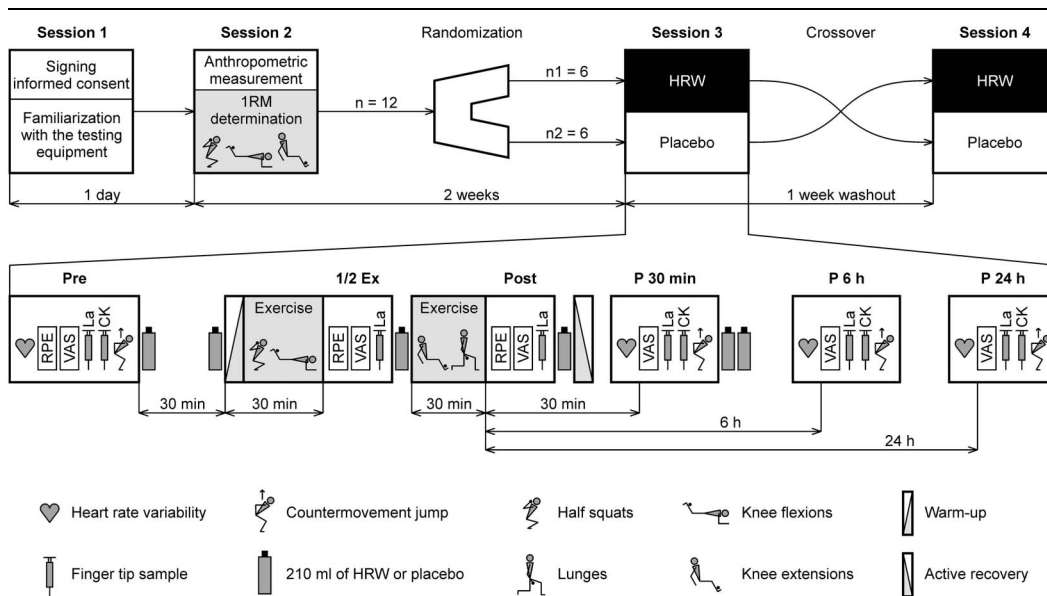 Session 1
Session 2
Randomization
Session 3
Crossover
Session 4
Signing
informed consent
Familiarization
with the testing
equipment
Anthropometric
measurement
1RM
determination
n = 12
n1 = 6
n2 = 6
HRW
Placebo
HRW
Placebo
1 day
2 weeks
1 week washout
Pre
1/2 Ex
Post
P 30 min
P 6 h
P 24 h
RPE
VAS
La
CK
Exercise
RPE
VAS
La
Exercise
RPE
VAS
La
VAS
La
CK
VAS
La
CK
VAS
La
CK
30 min
30 min
30 min
30 min
6 h
24 h
Heart rate variability
Countermovement jump
Half squats
Knee flexions
Warm-up
Finger tip sample
210 ml of HRW or placebo
Lunges
Knee extensions
Active recovery